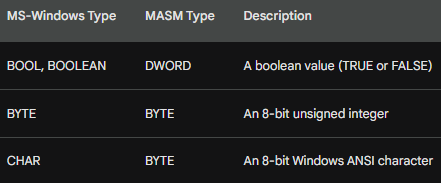 MS-Windows Type MASM Type Description
BOOL, BOOLEAN DWORD A boolean value (TRUE or FALSE)
BYTE BYTE An 8-bit unsigned integer
CHAR BYTE An 8-bit Windows ANSI character